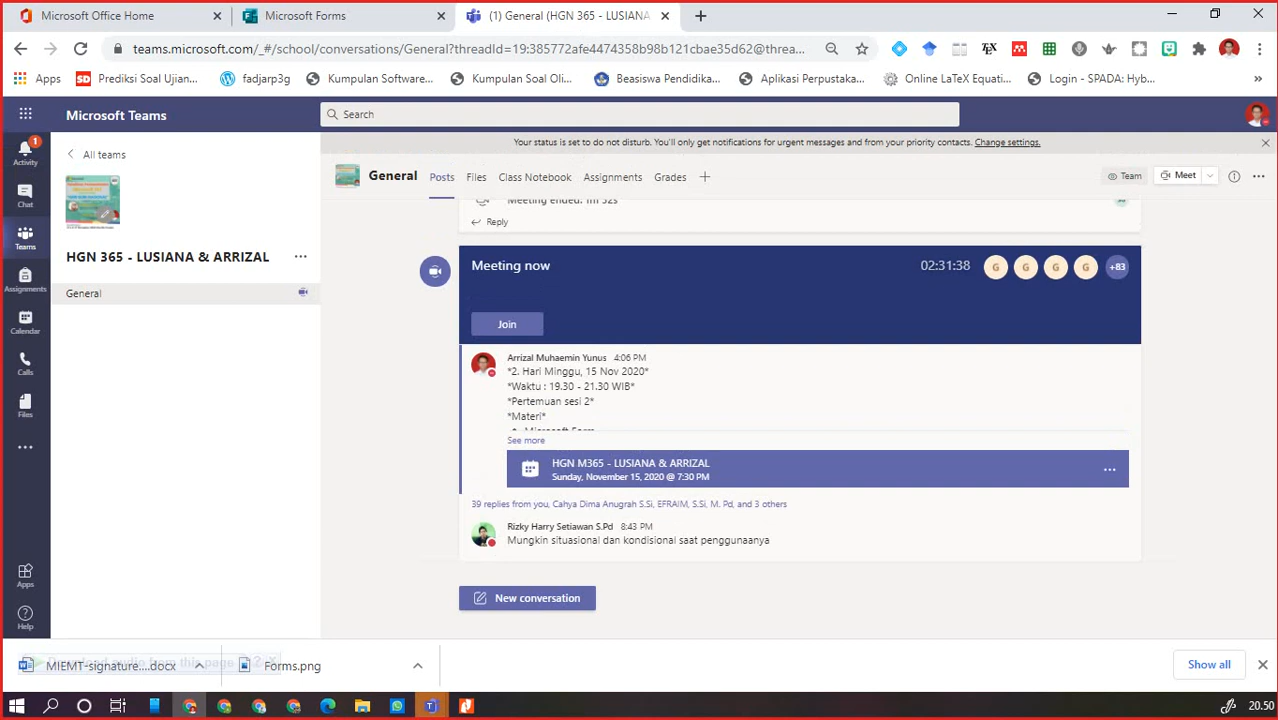 Microsoft Office Home
Microsoft Forms
(1) General (HGN 365 - LUSIANA
teams.microsoft.com/_#/school/conversations/General?threadId=19:385772afe4474358b98b121cbae35d62@threa...
Apps
Prediksi Soal Ujian...
fadjarp3g
Kumpulan Software...
Kumpulan Soal Oli...
Beasiswa Pendidika...
Aplikasi Perpustaka...
Online LaTeX Equati...
Login - SPADA: Hyb...
Microsoft Teams
Search
Your status is set to do not disturb. You'll only get notifications for urgent messages and from your priority contacts. Change settings.
1
Activity
Chat
Teams
Assignments
Calendar
Calls
Files
Apps
Help
All teams
HGN 365 - LUSIANA & ARRIZAL
General
General
Posts
Files
Class Notebook
Assignments
Grades
Team
Meet
Meeting ended: 1m 32s
Reply
Meeting now
02:31:38
G
G
G
G
+83
Join
Arrizal Muhaemin Yunus 4:06 PM
*2. Hari Minggu, 15 Nov 2020*
*Waktu : 19.30 - 21.30 WIB*
*Pertemuan sesi 2*
*Materi*
Microsoft Form
See more
HGN M365 - LUSIANA & ARRIZAL
Sunday, November 15, 2020 @ 7:30 PM
39 replies from you, Cahya Dima Anugrah S.Si, EFRAIM, S.Si, M. Pd, and 3 others
Rizky Harry Setiawan S.Pd 8:43 PM
Mungkin situasional dan kondisional saat penggunaanya
New conversation
MIEMT-signature....docx
Forms.png
Show all
20.50